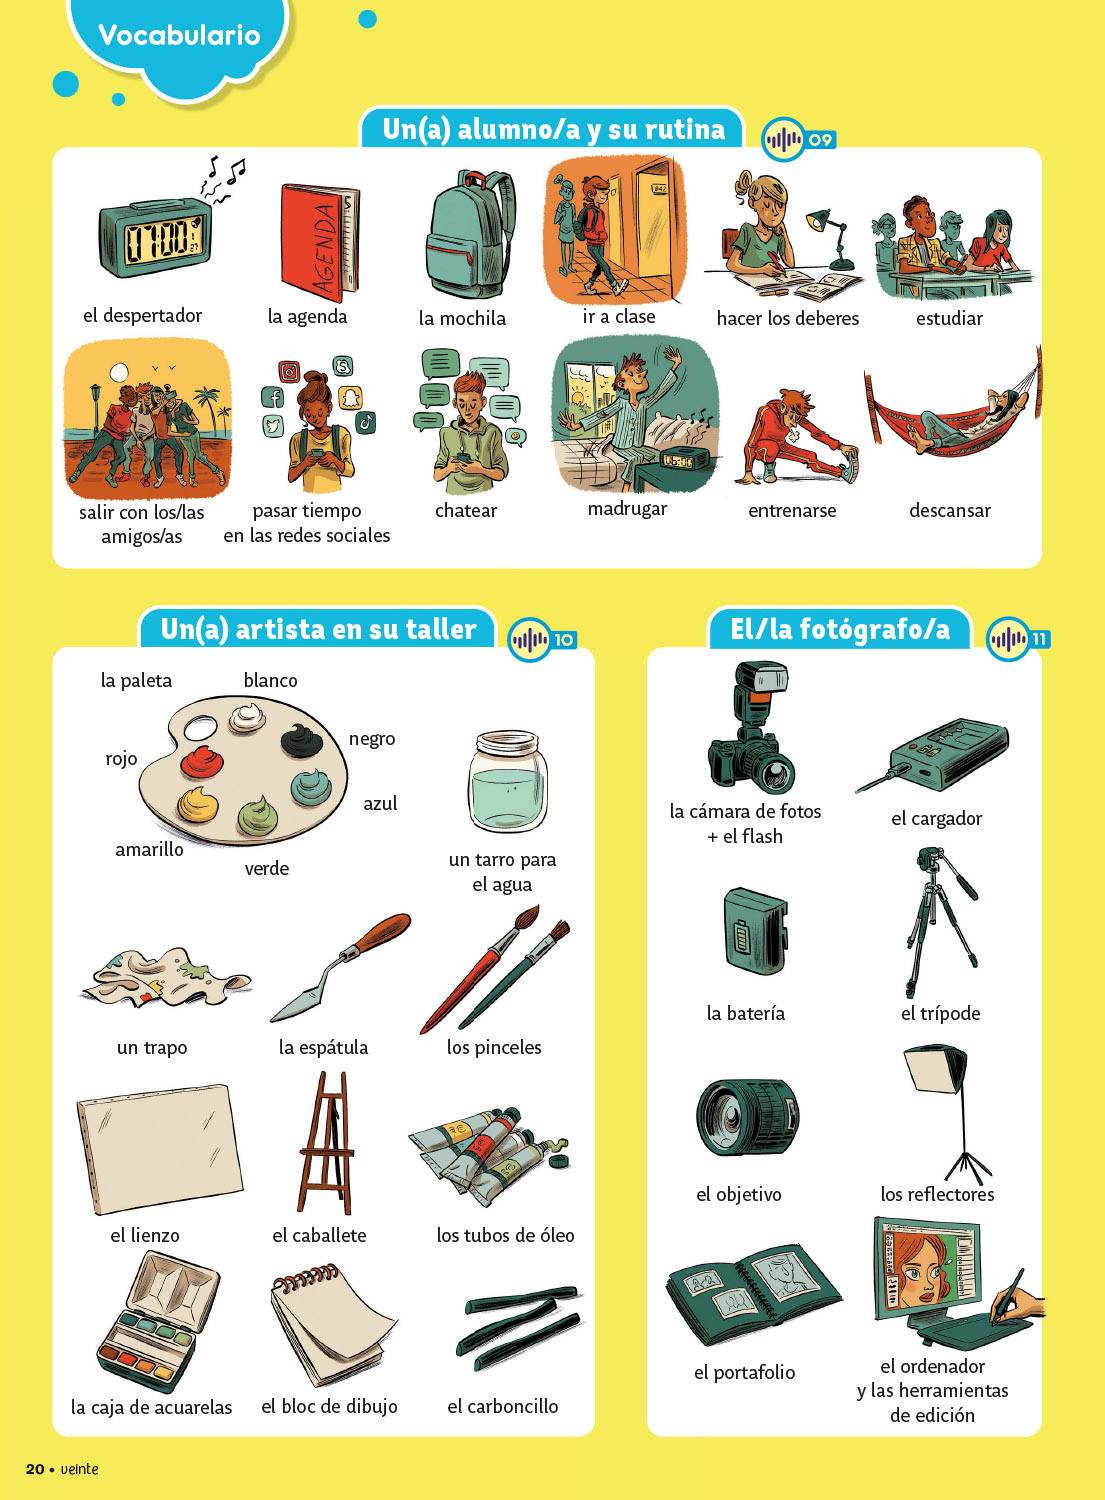 Vocabulario
Un(a) alumno/a y su rutina
09
07:00
AGENDA
el despertador
la agenda
la mochila
ir a clase
hacer los deberes
estudiar
06:00
salir con los/las
amigos/as
pasar tiempo
en las redes sociales
chatear
madrugar
entrenarse
descansar
Un(a) artista en su taller
10
la paleta
blanco
negro
rojo
azul
amarillo
verde
un tarro para
el agua
un trapo
la espátula
los pinceles
el lienzo
el caballete
los tubos de óleo
la caja de acuarelas
el bloc de dibujo
el carboncillo
El/la fotógrafo/a
11
la cámara de fotos
+ el flash
el cargador
la batería
el trípode
el objetivo
los reflectores
el portafolio
el ordenador
y las herramientas
de edición
20 • veinte